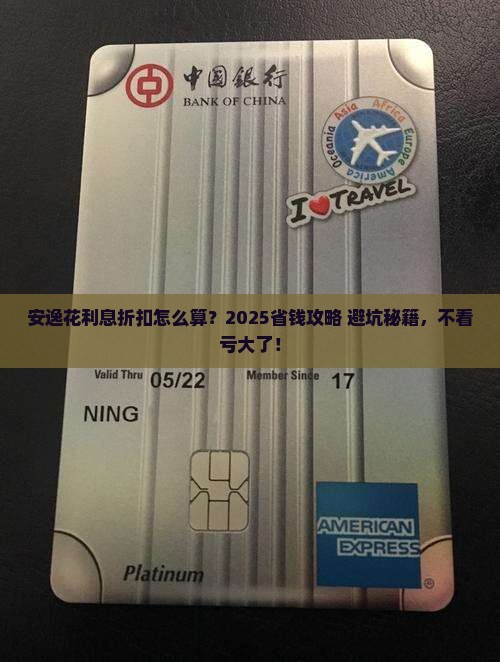 中國銀行
BANK OF CHINA
Oceania Asia Africa Europe America
I TRAVEL
安逸花利息折扣怎么算？2025省钱攻略 避坑秘籍，不看
亏大了！
Valid Thru 05/22 Member Since 17
NING
AMERICAN
EXPRESS
®
Platinum